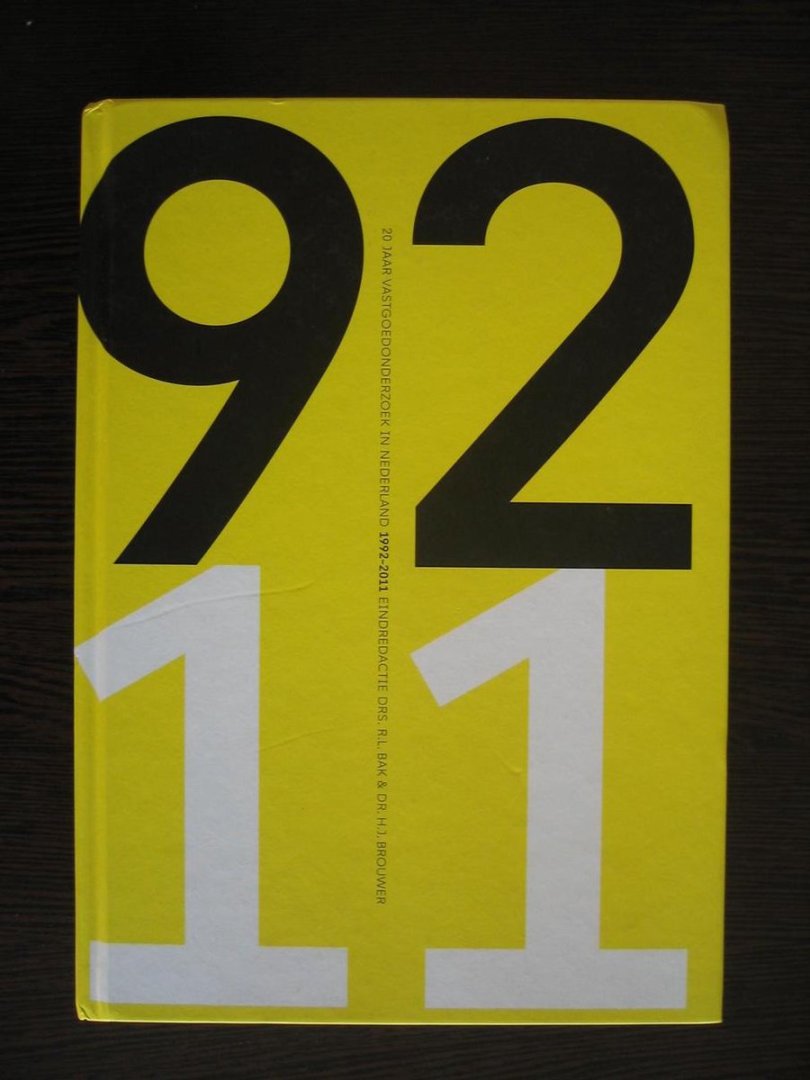 92
20 JAAR VASTGOEDONDERZOEK IN NEDERLAND 1992-2011 EINDREDACTIE DRS. R.L. BAK & DR. H.J. BROUWER
11